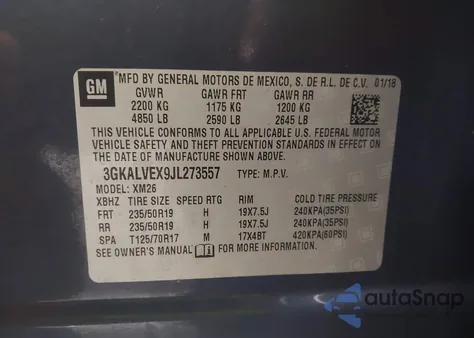 GM
MFD BY GENERAL MOTORS DE MEXICO, S. DE R.L. DE C.V. 01/18
GVWR GAWR FRT GAWR RR
2200 KG 1175 KG 1200 KG
4850 LB 2590 LB 2645 LB
THIS VEHICLE CONFORMS TO ALL APPLICABLE U.S. FEDERAL MOTOR
VEHICLE SAFETY AND THEFT PREVENTION STANDARDS IN EFFECT ON
THE DATE OF MANUFACTURE SHOWN ABOVE.
3GKALVEX9JL273557 TYPE: M.P.V.
MODEL: XM26
XBHZ TIRE SIZE SPEED RTG RIM COLD TIRE PRESSURE
FRT 235/50R19 H 19X7.5J 240KPA(35PSI)
RR 235/50R19 H 19X7.5J 240KPA(35PSI)
SPA T125/70R17 M 17X4BT 420KPA(60PSI)
SEE OWNER'S MANUAL FOR MORE INFORMATION.
autoSnap